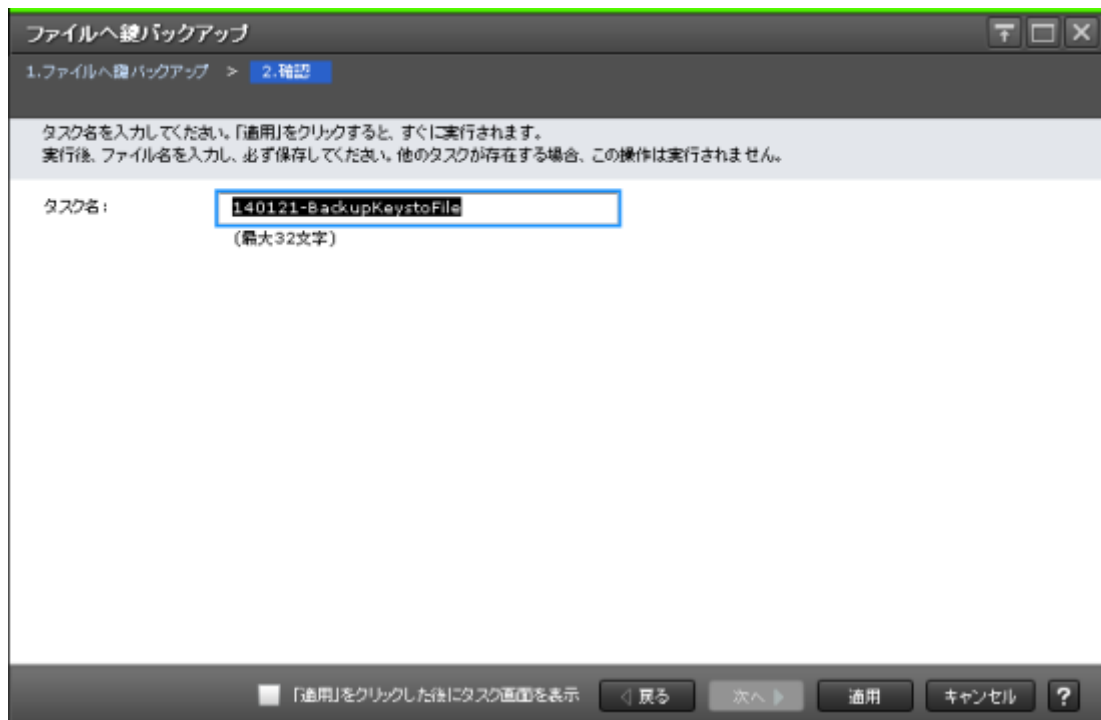 ファイルへ鍵バックアップ
1.ファイルへ鍵バックアップ > 2.確認
タスク名を入力してください。「適用」をクリックすると、すぐに実行されます。
実行後、ファイル名を入力し、必ず保存してください。他のタスクが存在する場合、この操作は実行されません。
タスク名: 140121-BackupKeystoFile
(最大32文字)
「適用」をクリックした後にタスク画面を表示 戻る 次へ 適用 キャンセル ?